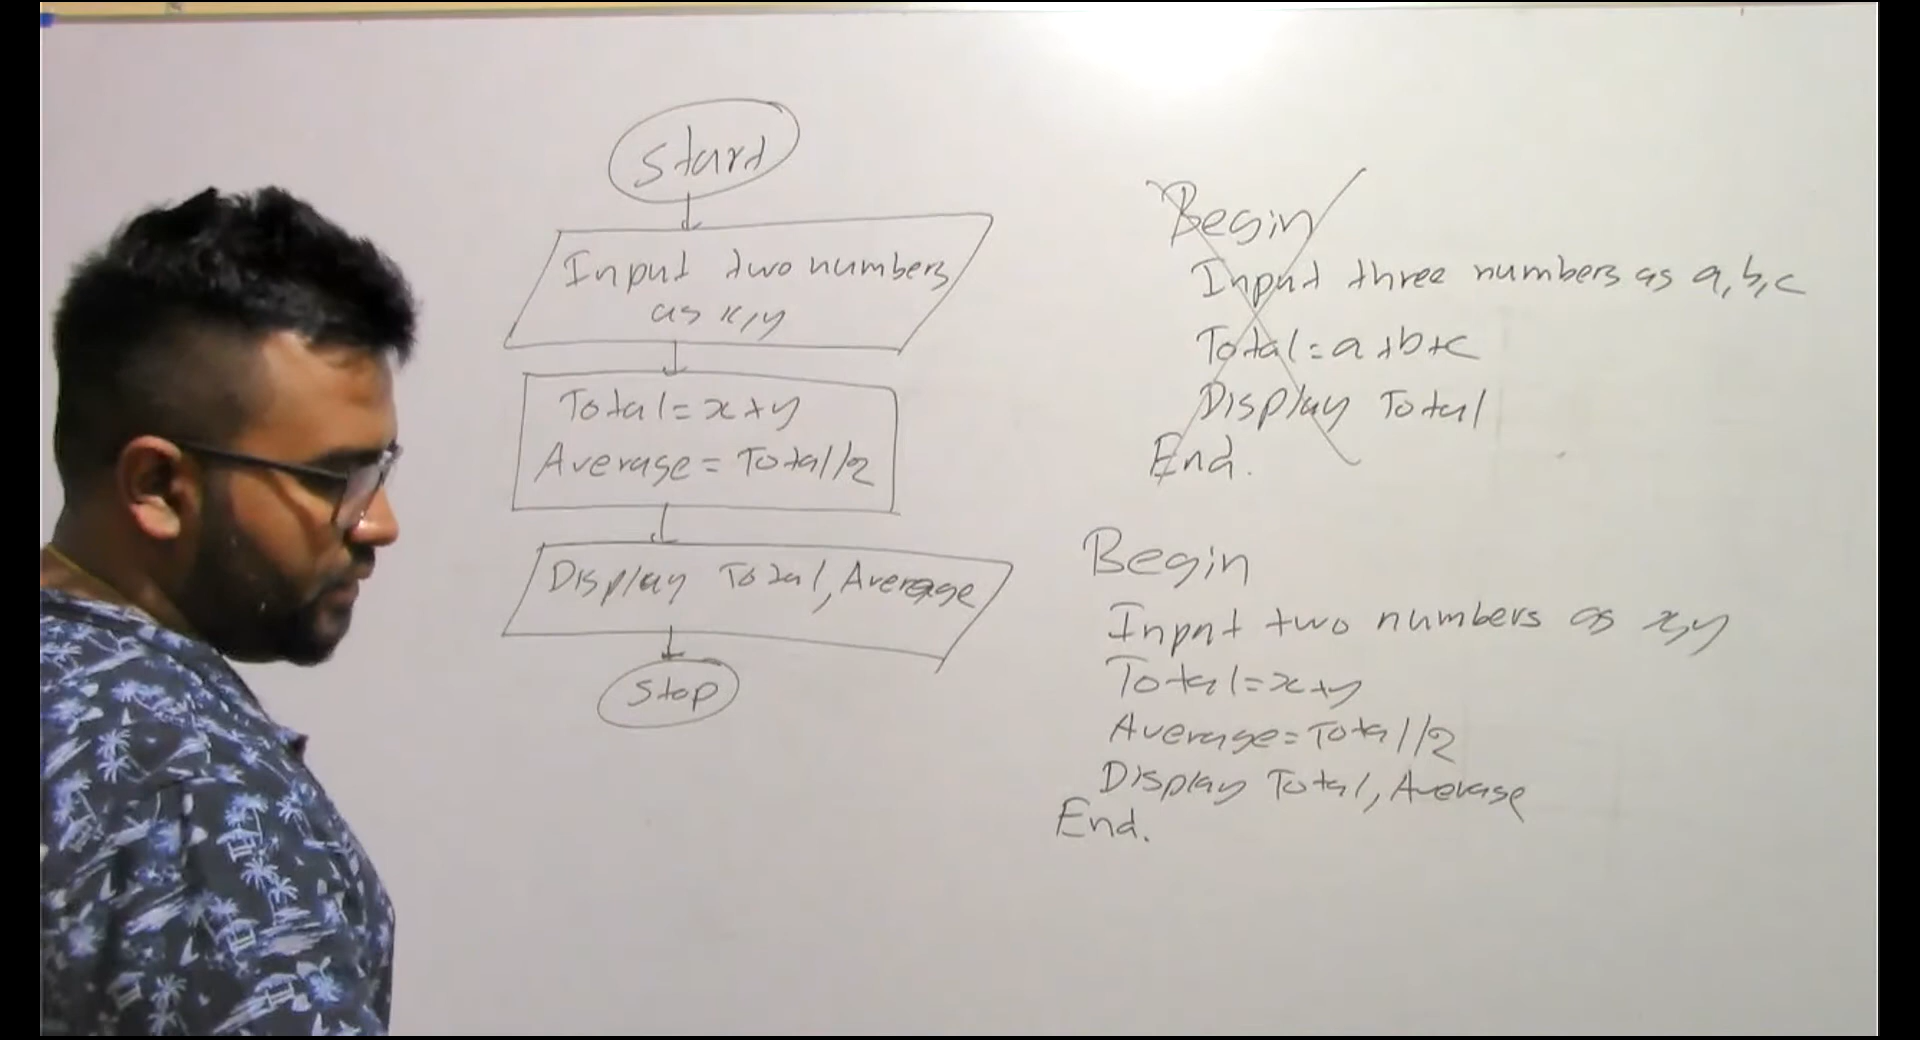 Start
Input two numbers
as x,y
Total = x+y
Average = Total/2
Display Total, Average
Stop
Begin
Input three numbers as a,b,c
Total = a+b+c
Display Total
End.
Begin
Input two numbers as x,y
Total = x+y
Average = Total/2
Display Total, Average
End.